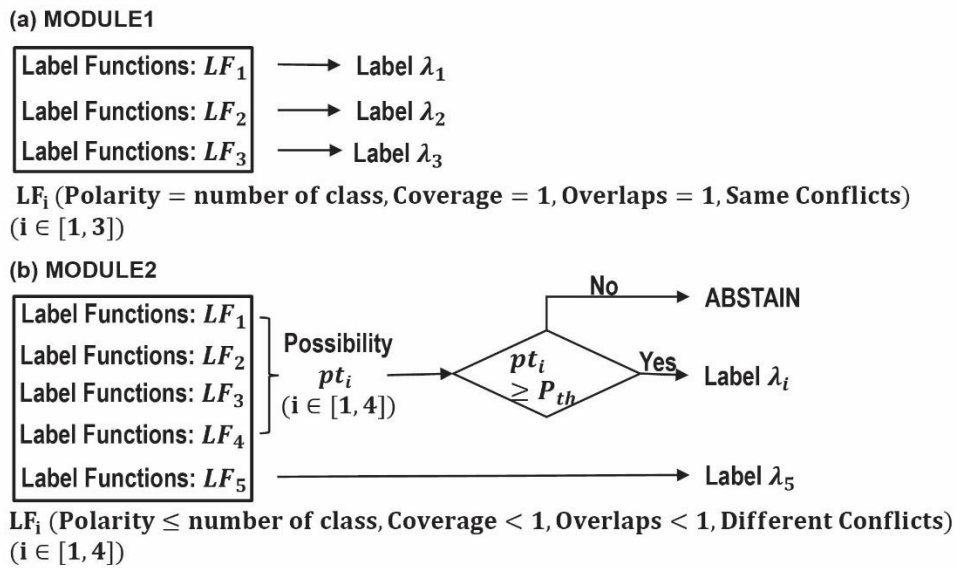 (a) MODULE1
Label Functions: LF₁ Label λ₁
Label Functions: LF₂ Label λ₂
Label Functions: LF₃ Label λ₃
LFᵢ (Polarity = number of class, Coverage = 1, Overlaps = 1, Same Conflicts)
(i ∈ [1, 3])
(b) MODULE2
Label Functions: LF₁
Label Functions: LF₂
Label Functions: LF₃
Label Functions: LF₄
Label Functions: LF₅
Possibility
ptᵢ
(i ∈ [1, 4])
ptᵢ
≥ Pₜₕ
No
ABSTAIN
Yes
Label λᵢ
Label λ₅
LFᵢ (Polarity ≤ number of class, Coverage < 1, Overlaps < 1, Different Conflicts)
(i ∈ [1, 4])